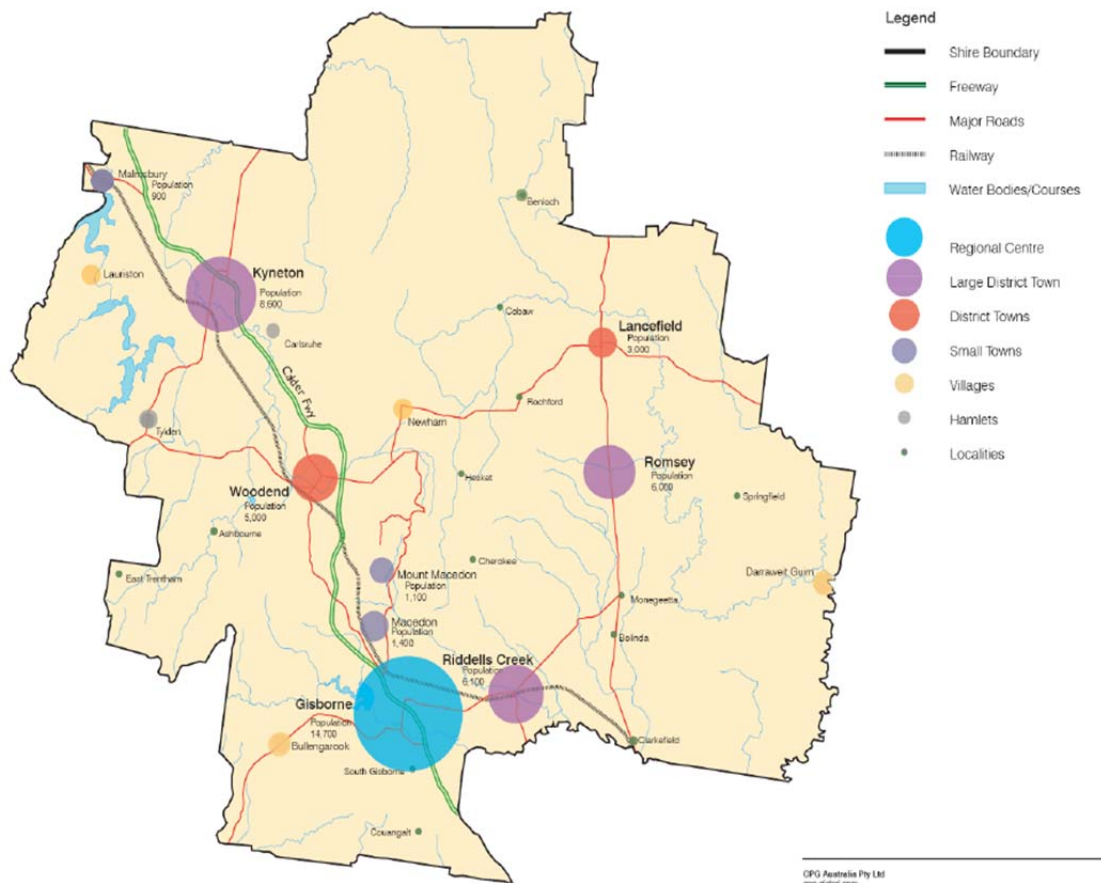 Legend
Shire Boundary
Freeway
Major Roads
Railway
Water Bodies/Courses
Regional Centre
Large District Town
District Towns
Small Towns
Villages
Hamlets
Localities
Malmsbury
Population
900
Benloch
Lauriston
Kyneton
Population
8,600
Carlsruhe
Cobaw
Lancefield
Population
3,000
Calder Fwy
Rochford
Newham
Tylden
Romsey
Population
6,000
Hesket
Springfield
Woodend
Population
5,000
Ashbourne
East Trentham
Cherokee
Mount Macedon
Population
1,100
Darraweit Guim
Monegeetta
Macedon
Population
1,400
Bolinda
Riddells Creek
Population
6,100
Gisborne
Population
14,700
Bullengarook
Clarkefield
South Gisborne
Couangalt
CPG Australia Pty Ltd